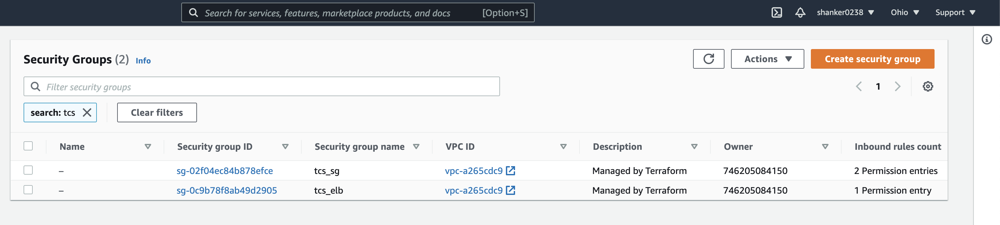 Search for services, features, marketplace products, and docs [Option+S] shanker0238 Ohio Support
Security Groups (2) Info Actions Create security group
Filter security groups 1
search: tcs Clear filters
Name Security group ID Security group name VPC ID Description Owner Inbound rules count
– sg-02f04ec84b878efce tcs_sg vpc-a265cdc9 Managed by Terraform 746205084150 2 Permission entries
– sg-0c9b78f8ab49d2905 tcs_elb vpc-a265cdc9 Managed by Terraform 746205084150 1 Permission entry